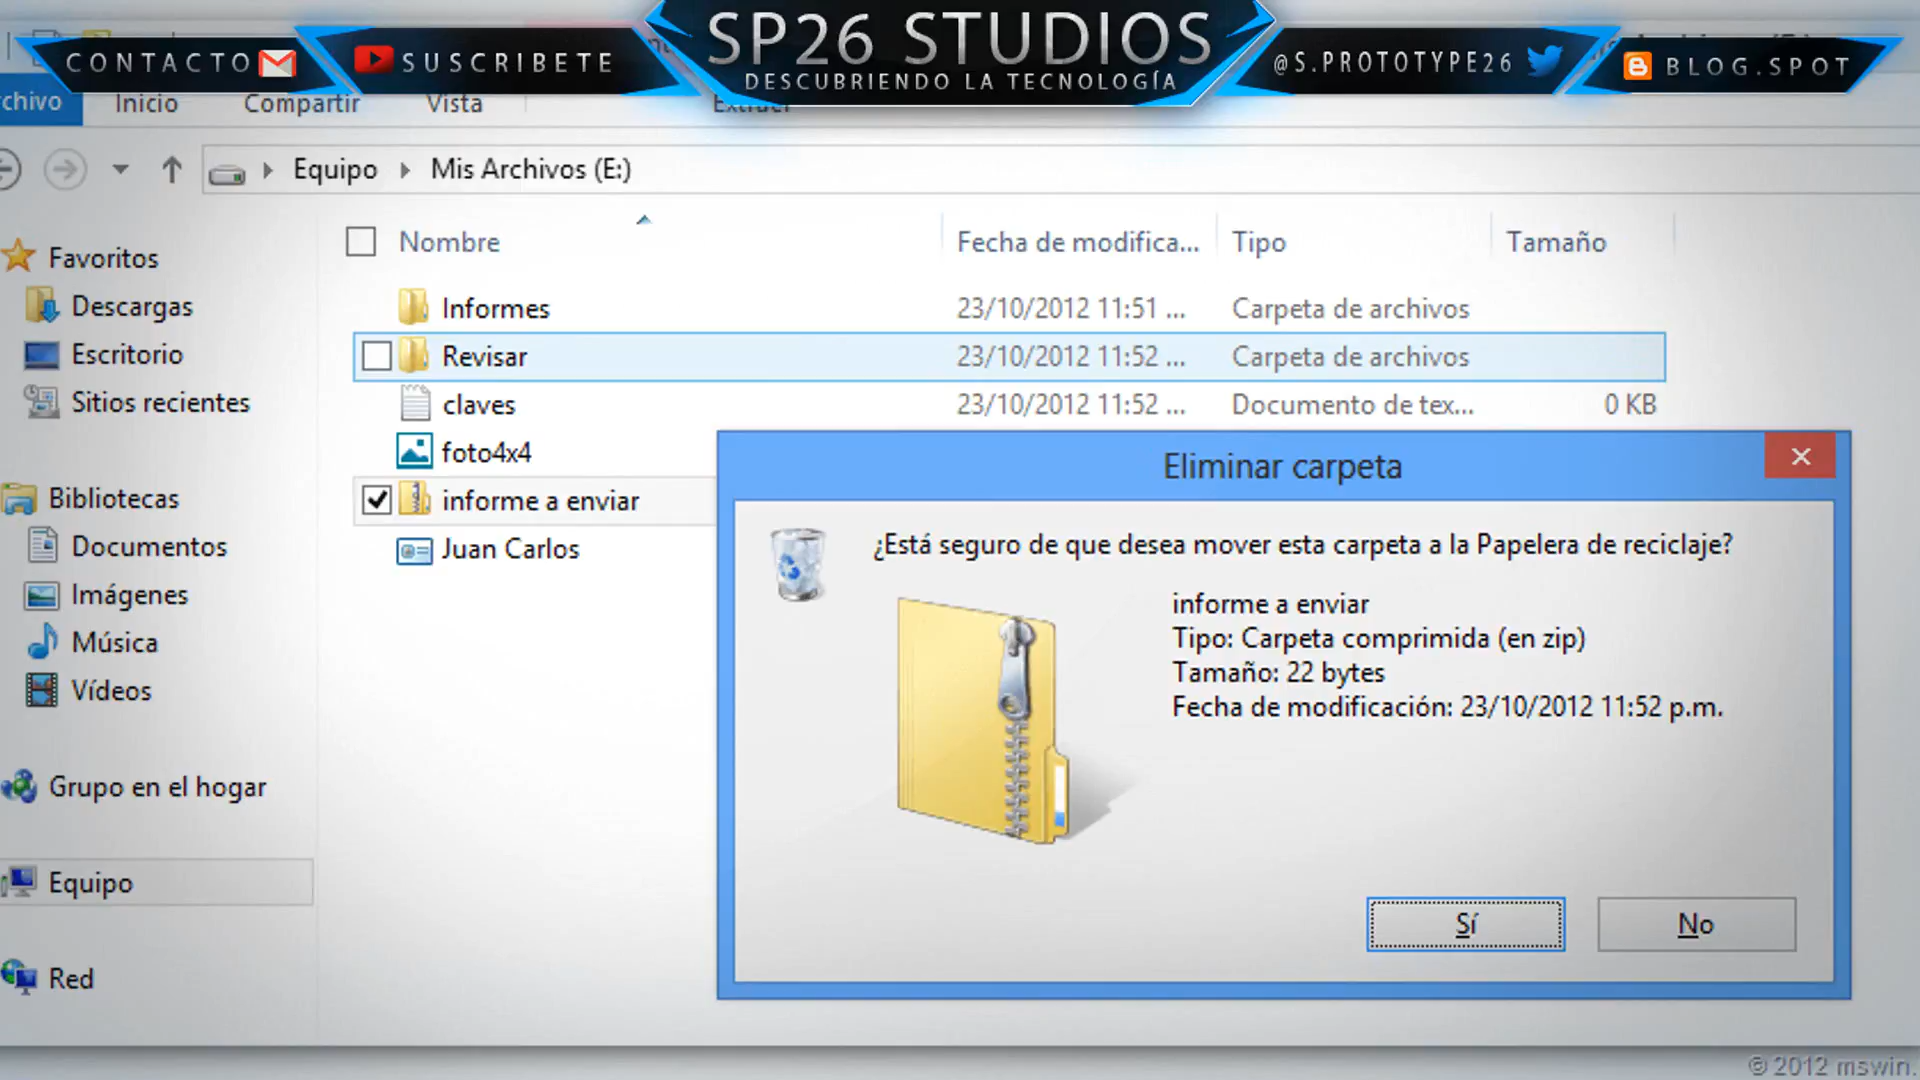 SP26 STUDIOS
DESCUBRIENDO LA TECNOLOGÍA
CONTACTO
SUSCRIBETE
@S.PROTOTYPE26
BLOG.SPOT
rchivo
Inicio
Compartir
Vista
Extraer
Equipo
Mis Archivos (E:)
Nombre
Fecha de modifica...
Tipo
Tamaño
Favoritos
Descargas
Escritorio
Sitios recientes
Bibliotecas
Documentos
Imágenes
Música
Vídeos
Grupo en el hogar
Equipo
Red
Informes 23/10/2012 11:51 ... Carpeta de archivos
Revisar 23/10/2012 11:52 ... Carpeta de archivos
claves 23/10/2012 11:52 ... Documento de tex... 0 KB
foto4x4
informe a enviar
Juan Carlos
Eliminar carpeta
¿Está seguro de que desea mover esta carpeta a la Papelera de reciclaje?
informe a enviar
Tipo: Carpeta comprimida (en zip)
Tamaño: 22 bytes
Fecha de modificación: 23/10/2012 11:52 p.m.
Sí
No
© 2012 mswin.